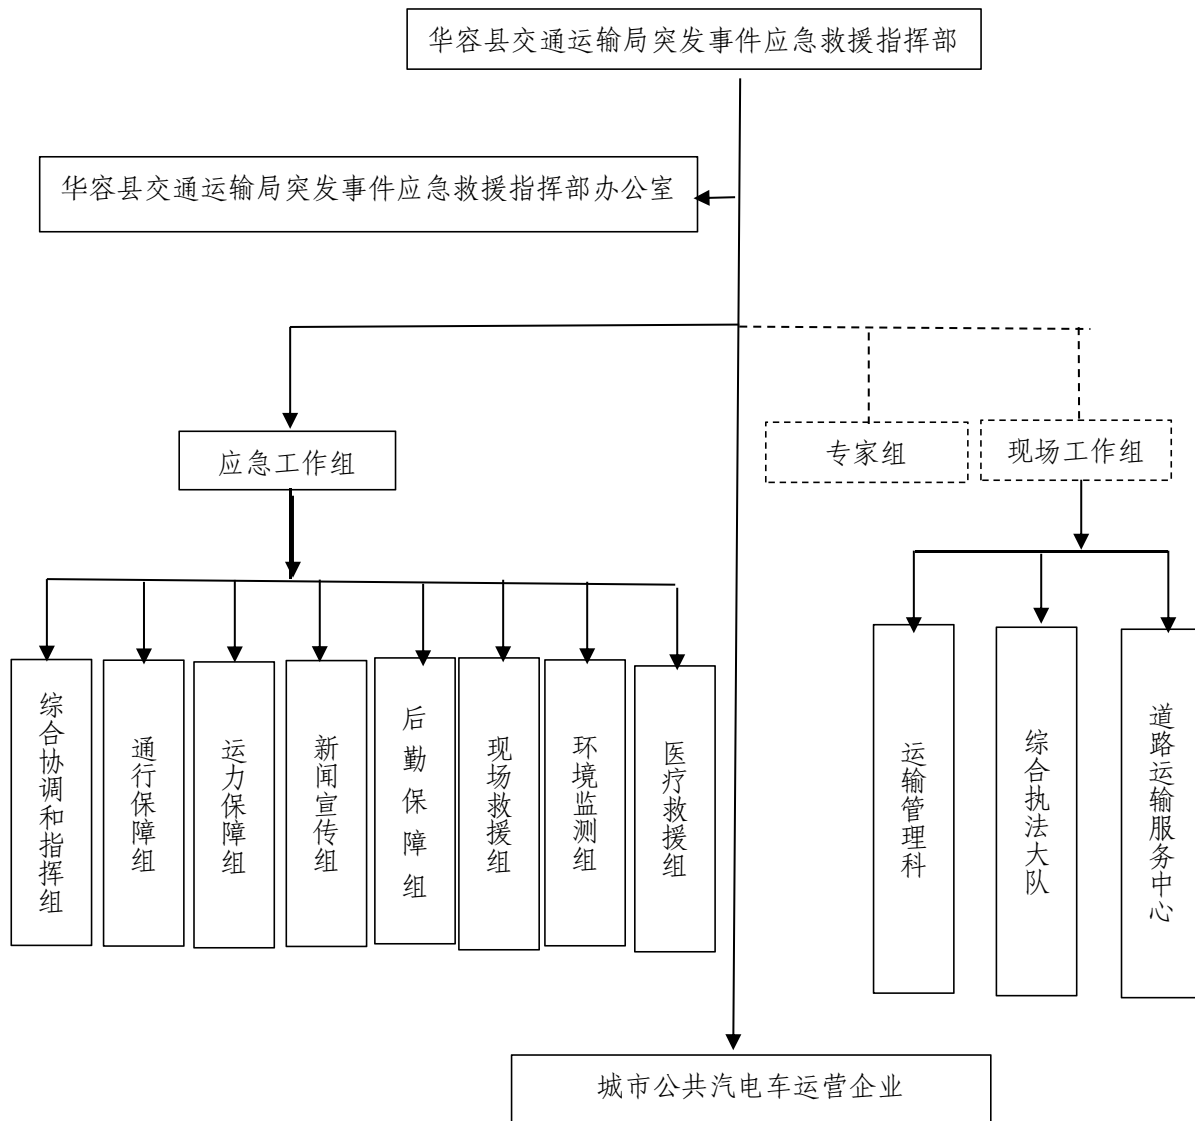 华容县交通运输局突发事件应急救援指挥部
华容县交通运输局突发事件应急救援指挥部办公室
应急工作组
专家组
现场工作组
综合协调和指挥组
通行保障组
运力保障组
新闻宣传组
后勤保障组
现场救援组
环境监测组
医疗救援组
运输管理科
综合执法大队
道路运输服务中心
城市公共汽电车运营企业